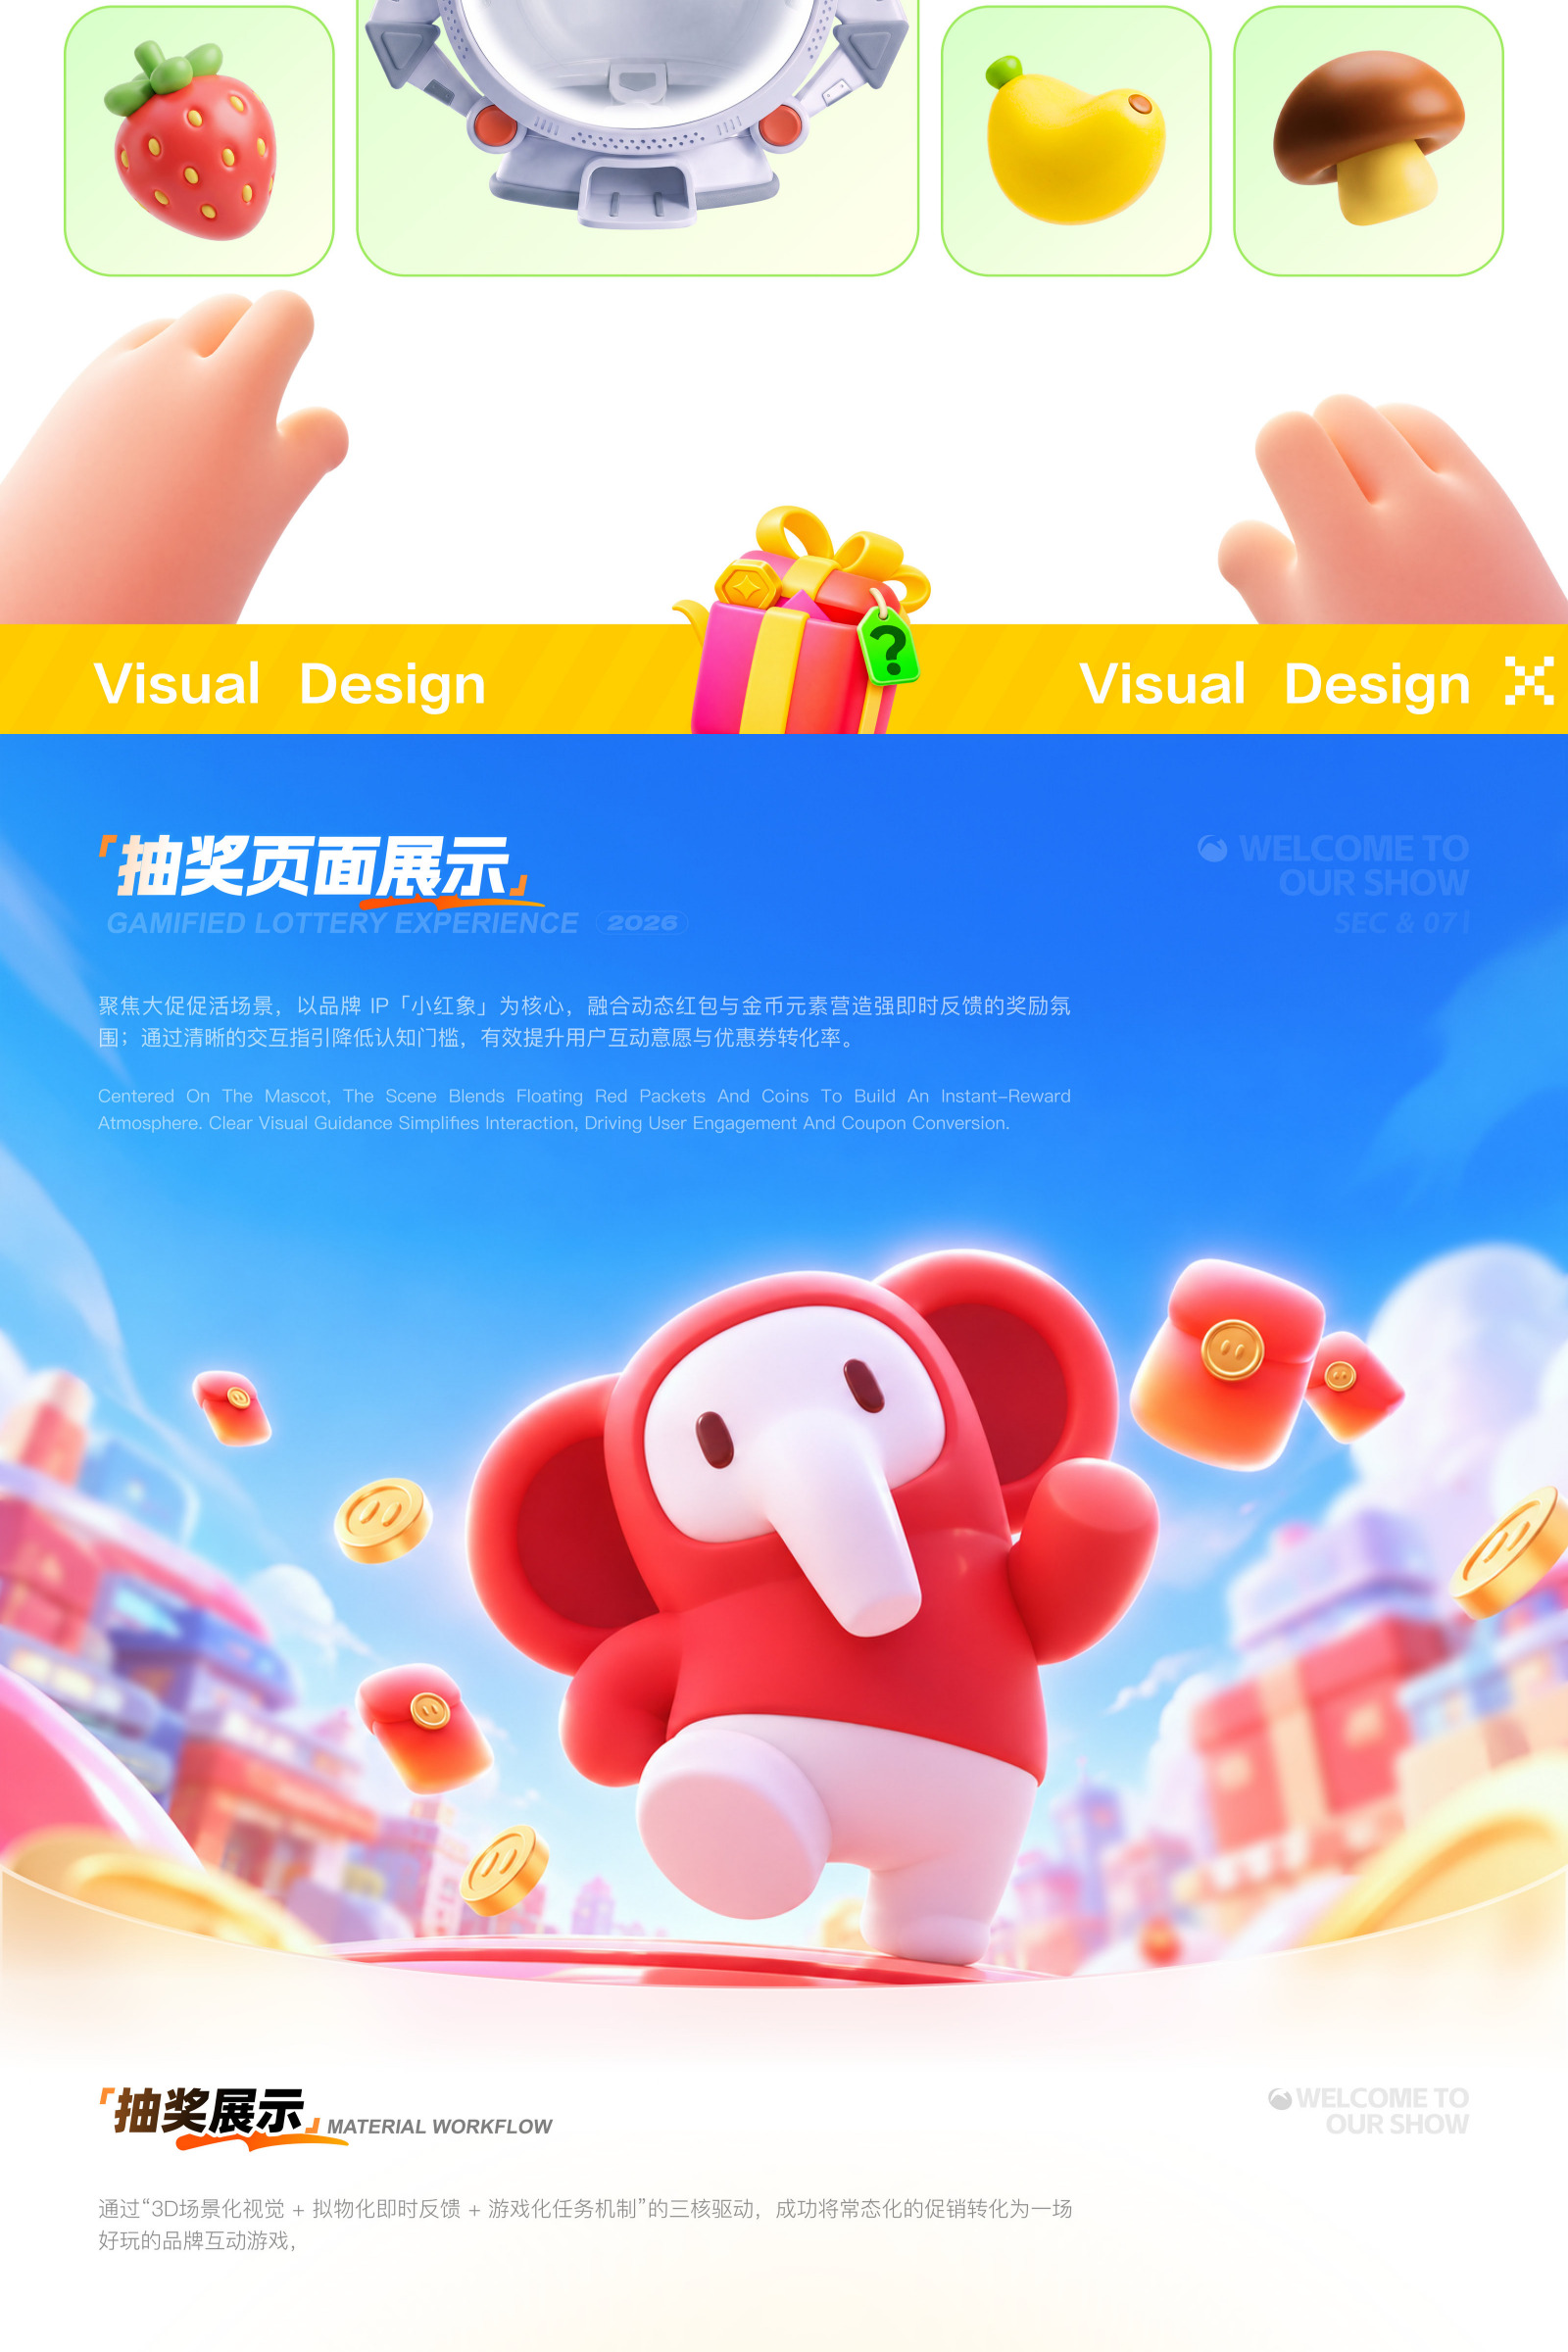 ?
Visual Design
Visual Design
「抽奖页面展示」
GAMIFIED LOTTERY EXPERIENCE 2026
WELCOME TO
OUR SHOW
SEC & 07
聚焦大促促活场景，以品牌 IP「小红象」为核心，融合动态红包与金币元素营造强即时反馈的奖励氛
围；通过清晰的交互指引降低认知门槛，有效提升用户互动意愿与优惠券转化率。
Centered On The Mascot, The Scene Blends Floating Red Packets And Coins To Build An Instant-Reward
Atmosphere. Clear Visual Guidance Simplifies Interaction, Driving User Engagement And Coupon Conversion.
「抽奖展示」MATERIAL WORKFLOW
WELCOME TO
OUR SHOW
通过“3D场景化视觉 + 拟物化即时反馈 + 游戏化任务机制”的三核驱动，成功将常态化的促销转化为一场
好玩的品牌互动游戏，